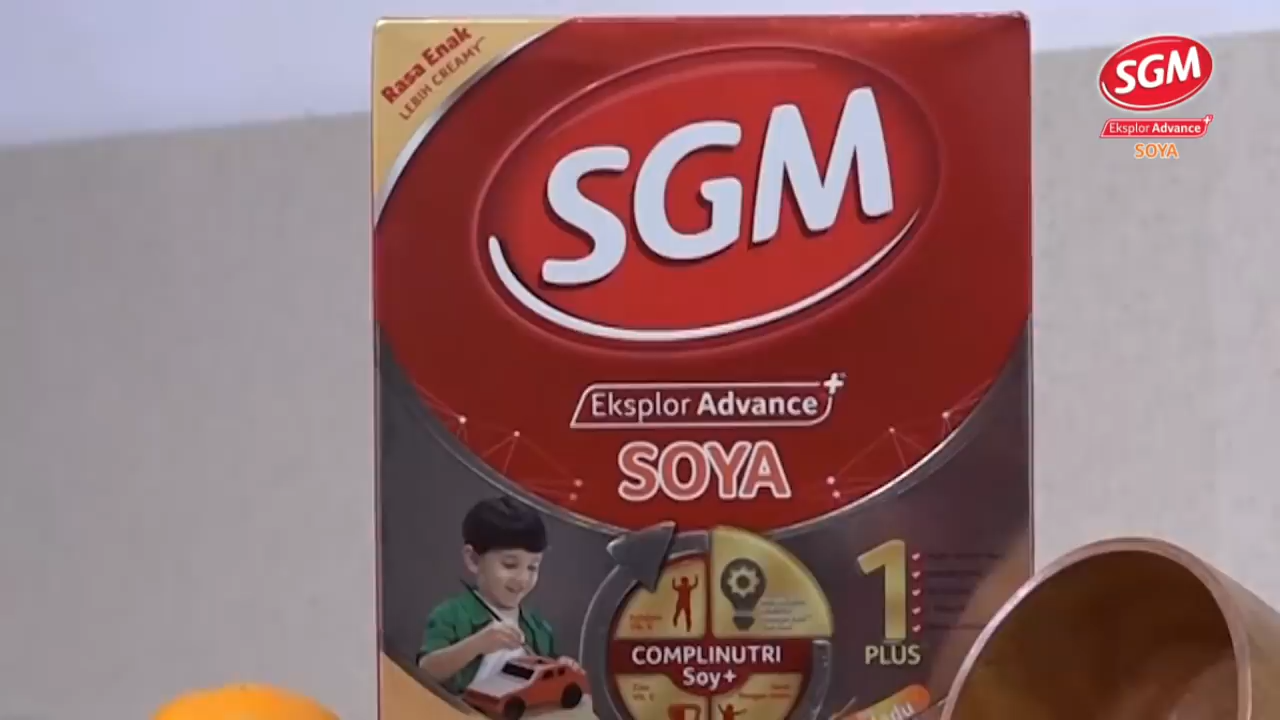 Rasa Enak
LEBIH CREAMY
SGM
Eksplor Advance+
SOYA
COMPLINUTRI
Soy+
1
PLUS
SGM
Eksplor Advance+
SOYA